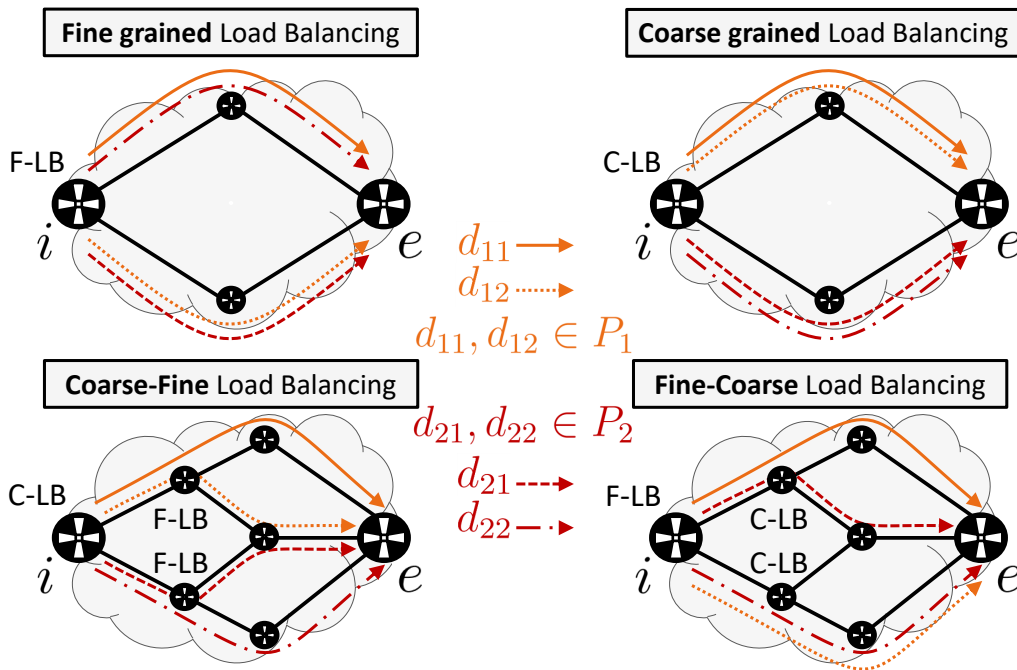 Fine grained Load Balancing
Coarse grained Load Balancing
F-LB
i
e
C-LB
i
e
d₁₁
d₁₂
d₁₁, d₁₂ ∈ P₁
Coarse-Fine Load Balancing
Fine-Coarse Load Balancing
d₂₁, d₂₂ ∈ P₂
d₂₁
d₂₂
C-LB
F-LB
F-LB
i
e
F-LB
C-LB
C-LB
i
e